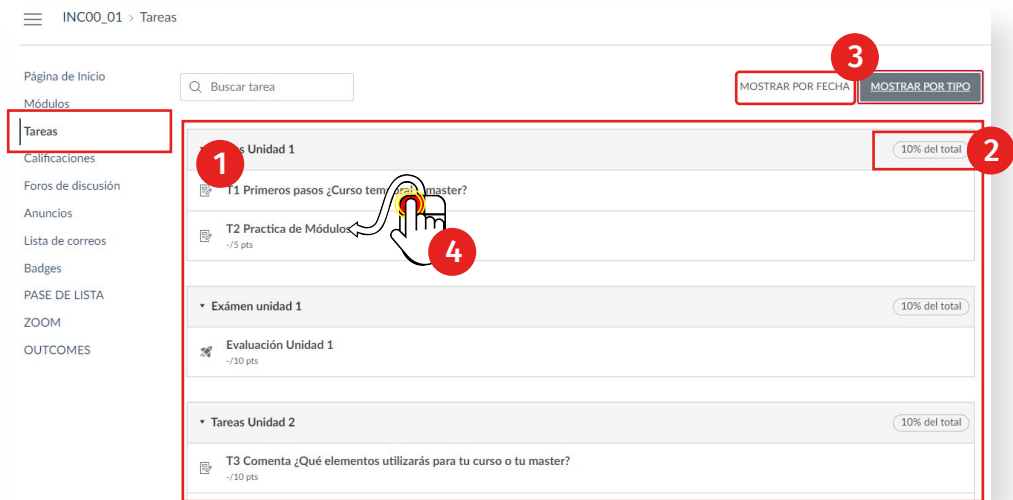 INC00_01 › Tareas
Página de Inicio
Módulos
Tareas
Calificaciones
Foros de discusión
Anuncios
Lista de correos
Badges
PASE DE LISTA
ZOOM
OUTCOMES
Buscar tarea
MOSTRAR POR FECHA
MOSTRAR POR TIPO
3
1
Unidad 1
10% del total
2
T1 Primeros pasos ¿Curso master?
T2 Practica de Módulos
-/5 pts
4
Exámen unidad 1
10% del total
Evaluación Unidad 1
-/10 pts
Tareas Unidad 2
10% del total
T3 Comenta ¿Qué elementos utilizarás para tu curso o tu master?
-/10 pts